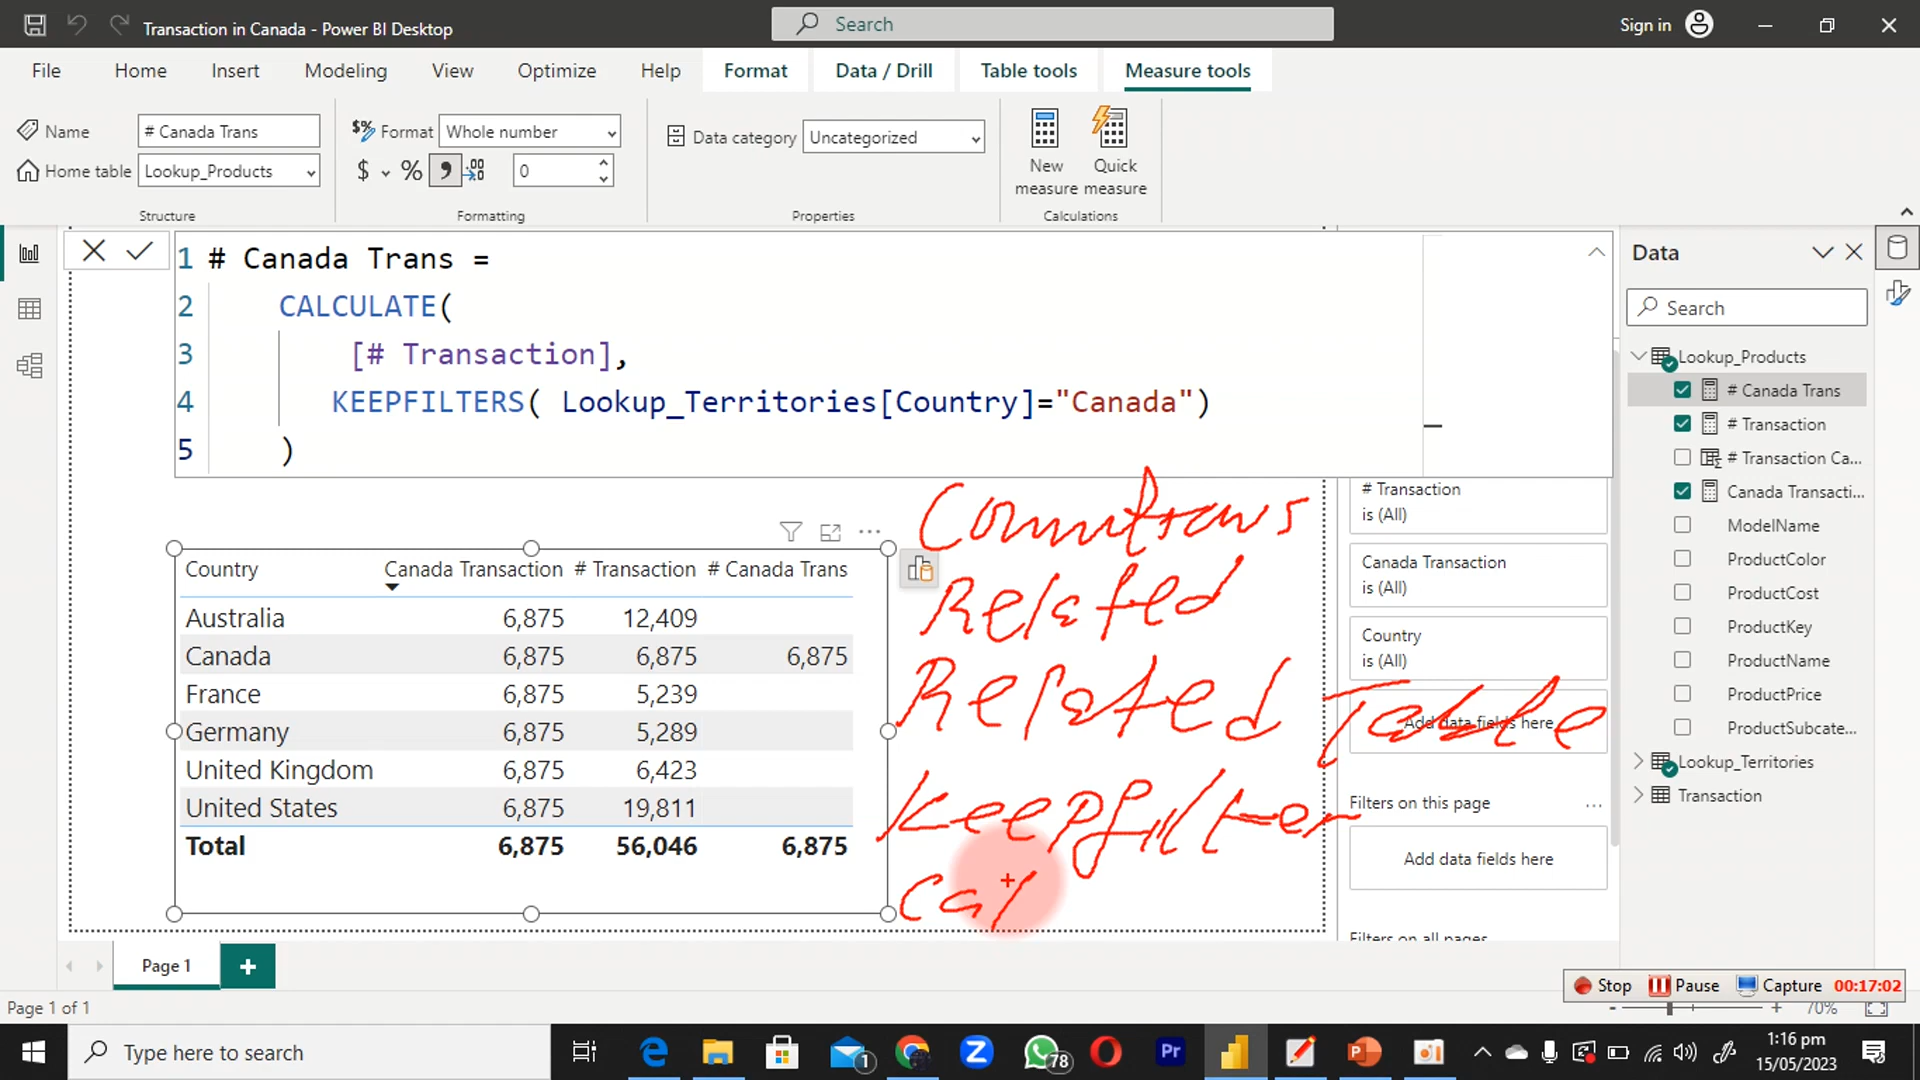 Transaction in Canada - Power BI Desktop
Search
Sign in
File
Home
Insert
Modeling
View
Optimize
Help
Format
Data / Drill
Table tools
Measure tools
Name
# Canada Trans
Home table
Lookup_Products
Structure
Format
Whole number
$
%
0
Formatting
Data category
Uncategorized
Properties
New measure
Quick measure
Calculations
1 # Canada Trans =
2 CALCULATE(
3 [# Transaction],
4 KEEPFILTERS( Lookup_Territories[Country]="Canada")
5 )
Country Canada Transaction # Transaction # Canada Trans
Australia 6,875 12,409
Canada 6,875 6,875 6,875
France 6,875 5,239
Germany 6,875 5,289
United Kingdom 6,875 6,423
United States 6,875 19,811
Total 6,875 56,046 6,875
Related
Related Table
Keepfilter
Cal
# Transaction
is (All)
Canada Transaction
is (All)
Country
is (All)
Add data fields here
Filters on this page
Add data fields here
Filters on all pages
Data
Search
Lookup_Products
# Canada Trans
# Transaction
# Transaction Ca...
Canada Transacti...
ModelName
ProductColor
ProductCost
ProductKey
ProductName
ProductPrice
ProductSubcate...
Lookup_Territories
Transaction
Page 1
Page 1 of 1
Stop
Pause
Capture
00:17:02
70%
Type here to search
1
78
Pr
1:16 pm
15/05/2023